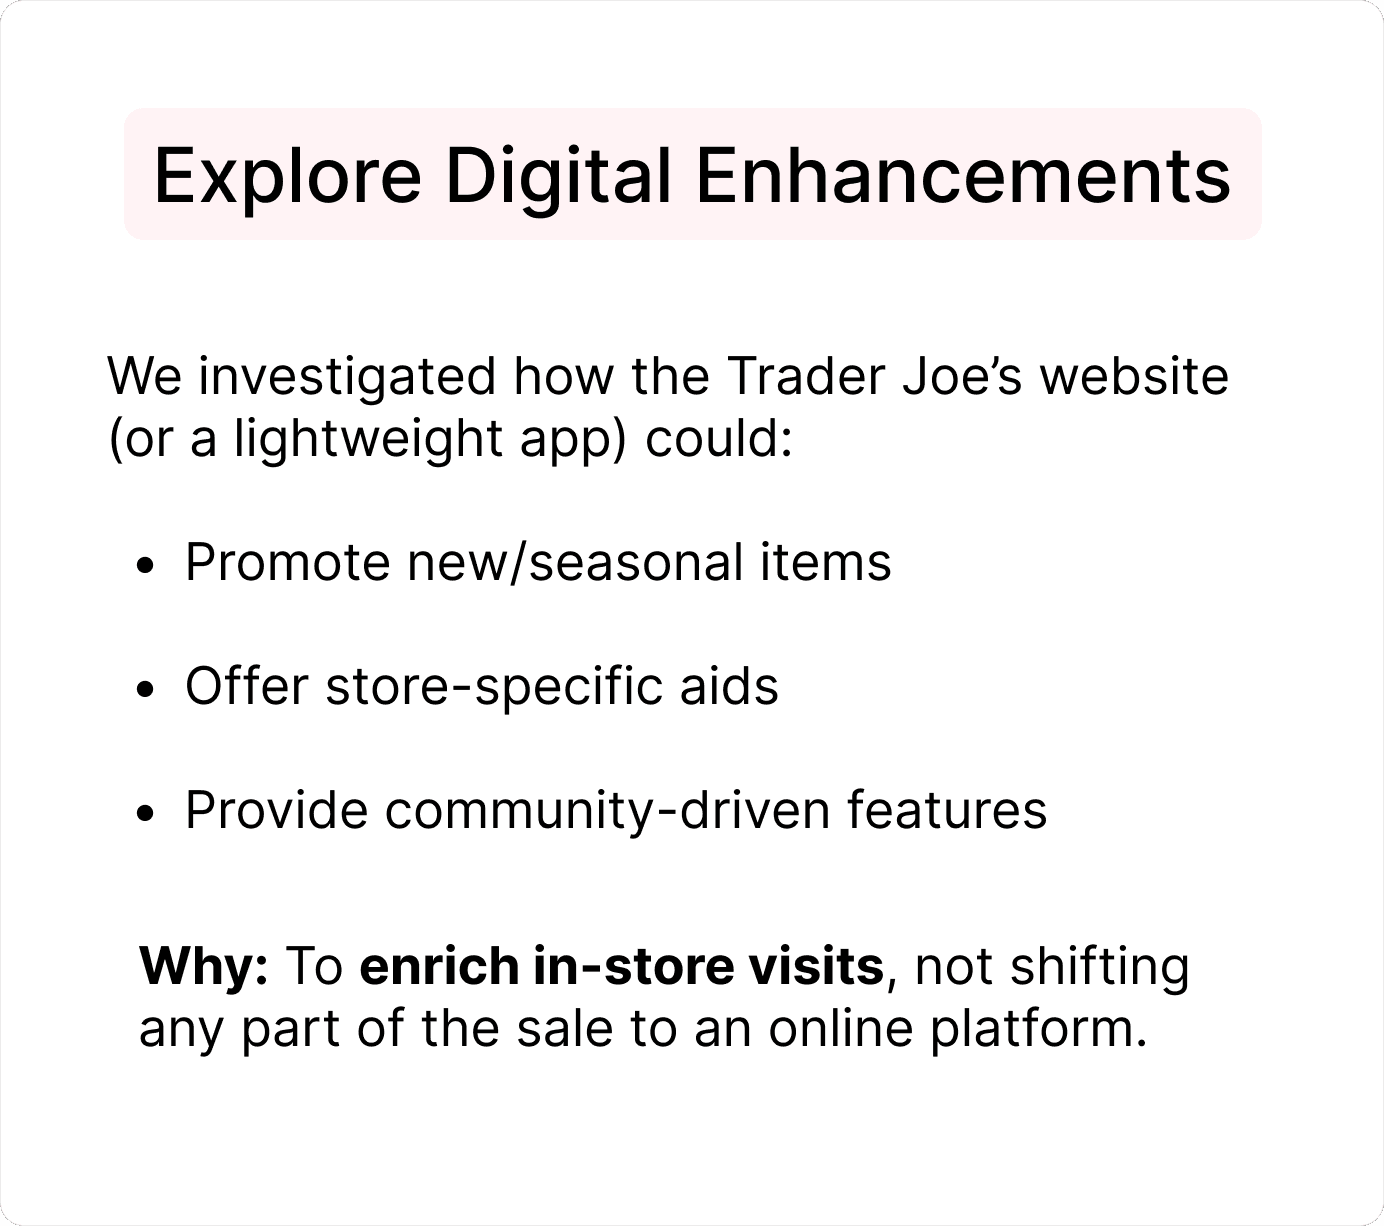 Explore Digital Enhancements
We investigated how the Trader Joe’s website
(or a lightweight app) could:
• Promote new/seasonal items
• Offer store-specific aids
• Provide community-driven features
Why: To enrich in-store visits, not shifting
any part of the sale to an online platform.